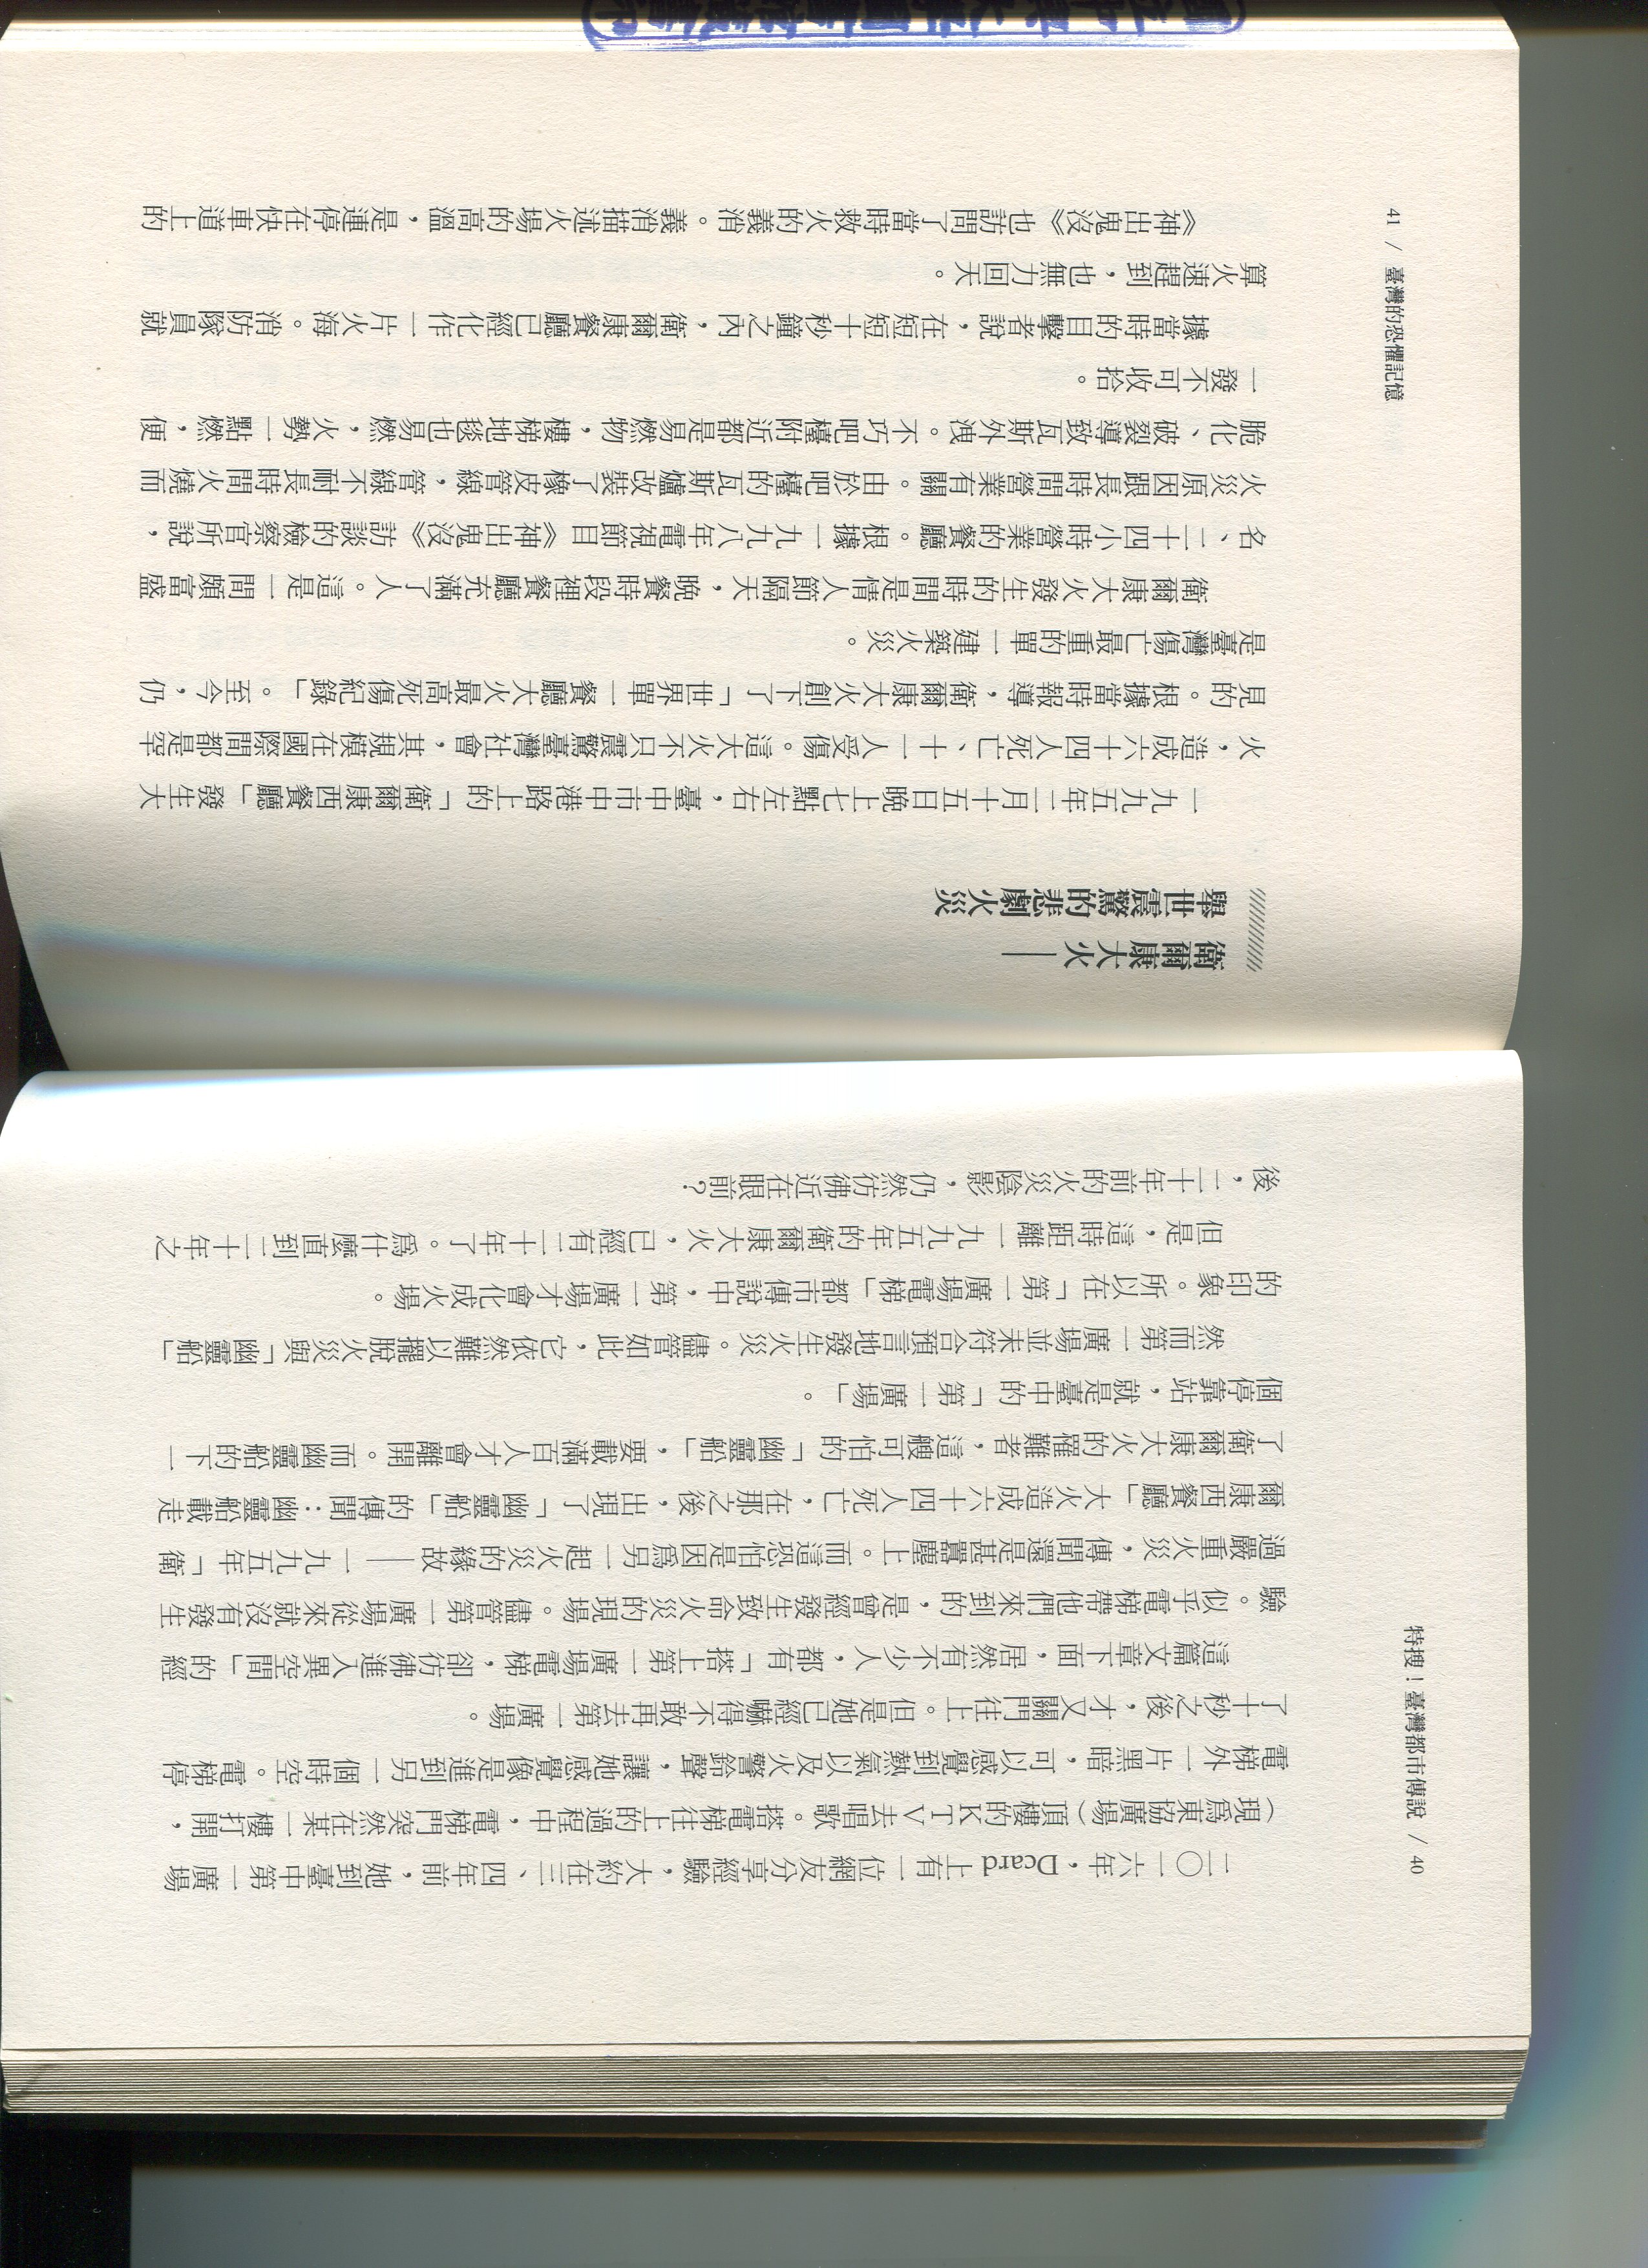 特搜！臺灣都市傳說 / 40
二〇一六年，Dcard 上有一位網友分享經驗，大約在三、四年前，她到臺中第一廣場
（現爲東協廣場）頂樓的KTV去唱歌。搭電梯往上的過程中，電梯門突然在某一樓打開，
電梯外一片黑暗，可以感覺到熱氣以及火警鈴聲，讓她感覺像是進到另一個時空。電梯停
了十秒之後，才又關門往上。但是她已經嚇得不敢再去第一廣場。
這篇文章下面，居然有不少人，都有「搭上第一廣場電梯，卻彷彿進入異空間」的經
驗。似乎電梯帶他們來到的，是曾經發生致命火災的現場。儘管第一廣場從來就沒有發生
過嚴重火災，傳聞還是甚囂塵上。而這恐怕是因爲另一起火災的緣故——一九九五年「衛
爾康西餐廳」大火造成六十四人死亡，在那之後，出現了「幽靈船」的傳聞：幽靈船載走
了衛爾康大火的罹難者，這艘可怕的「幽靈船」，要載滿百人才會離開。而幽靈船的下一
個停靠站，就是臺中的「第一廣場」。
然而第一廣場並未符合預言地發生火災。儘管如此，它依然難以擺脫火災與「幽靈船」
的印象。所以在「第一廣場電梯」都市傳說中，第一廣場才會化成火場。
但是，這時距離一九九五年的衛爾康大火，已經有二十年了。爲什麼直到二十年之
後，二十年前的火災陰影，仍然彷彿近在眼前？
衛爾康大火——
舉世震驚的悲劇火災
一九九五年二月十五日晚上七點左右，臺中市中港路上的「衛爾康西餐廳」發生大
火，造成六十四人死亡、十一人受傷。這大火不只震驚臺灣社會，其規模在國際間都是罕
見的。根據當時報導，衛爾康大火創下了「世界單一餐廳大火最高死傷紀錄」。至今，仍
是臺灣傷亡最重的單一建築火災。
衛爾康大火發生的時間是情人節隔天，晚餐時段裡餐廳充滿了人。這是一間頗富盛
名、二十四小時營業的餐廳。根據一九九八年電視節目《神出鬼沒》訪談的檢察官所說，
火災原因跟長時間營業有關。由於吧檯的瓦斯爐改裝了橡皮管線，管線不耐長時間火燒而
脆化、破裂導致瓦斯外洩。不巧吧檯附近都是易燃物，樓梯地毯也易燃，火勢一點燃，便
一發不可收拾。
據當時的目擊者說，在短短十秒鐘之內，衛爾康餐廳已經化作一片火海。消防隊員就
算火速趕到，也無力回天。
《神出鬼沒》也訪問了當時救火的義消。義消描述火場的高溫，是連停在快車道上的
41 / 臺灣的恐懼記憶